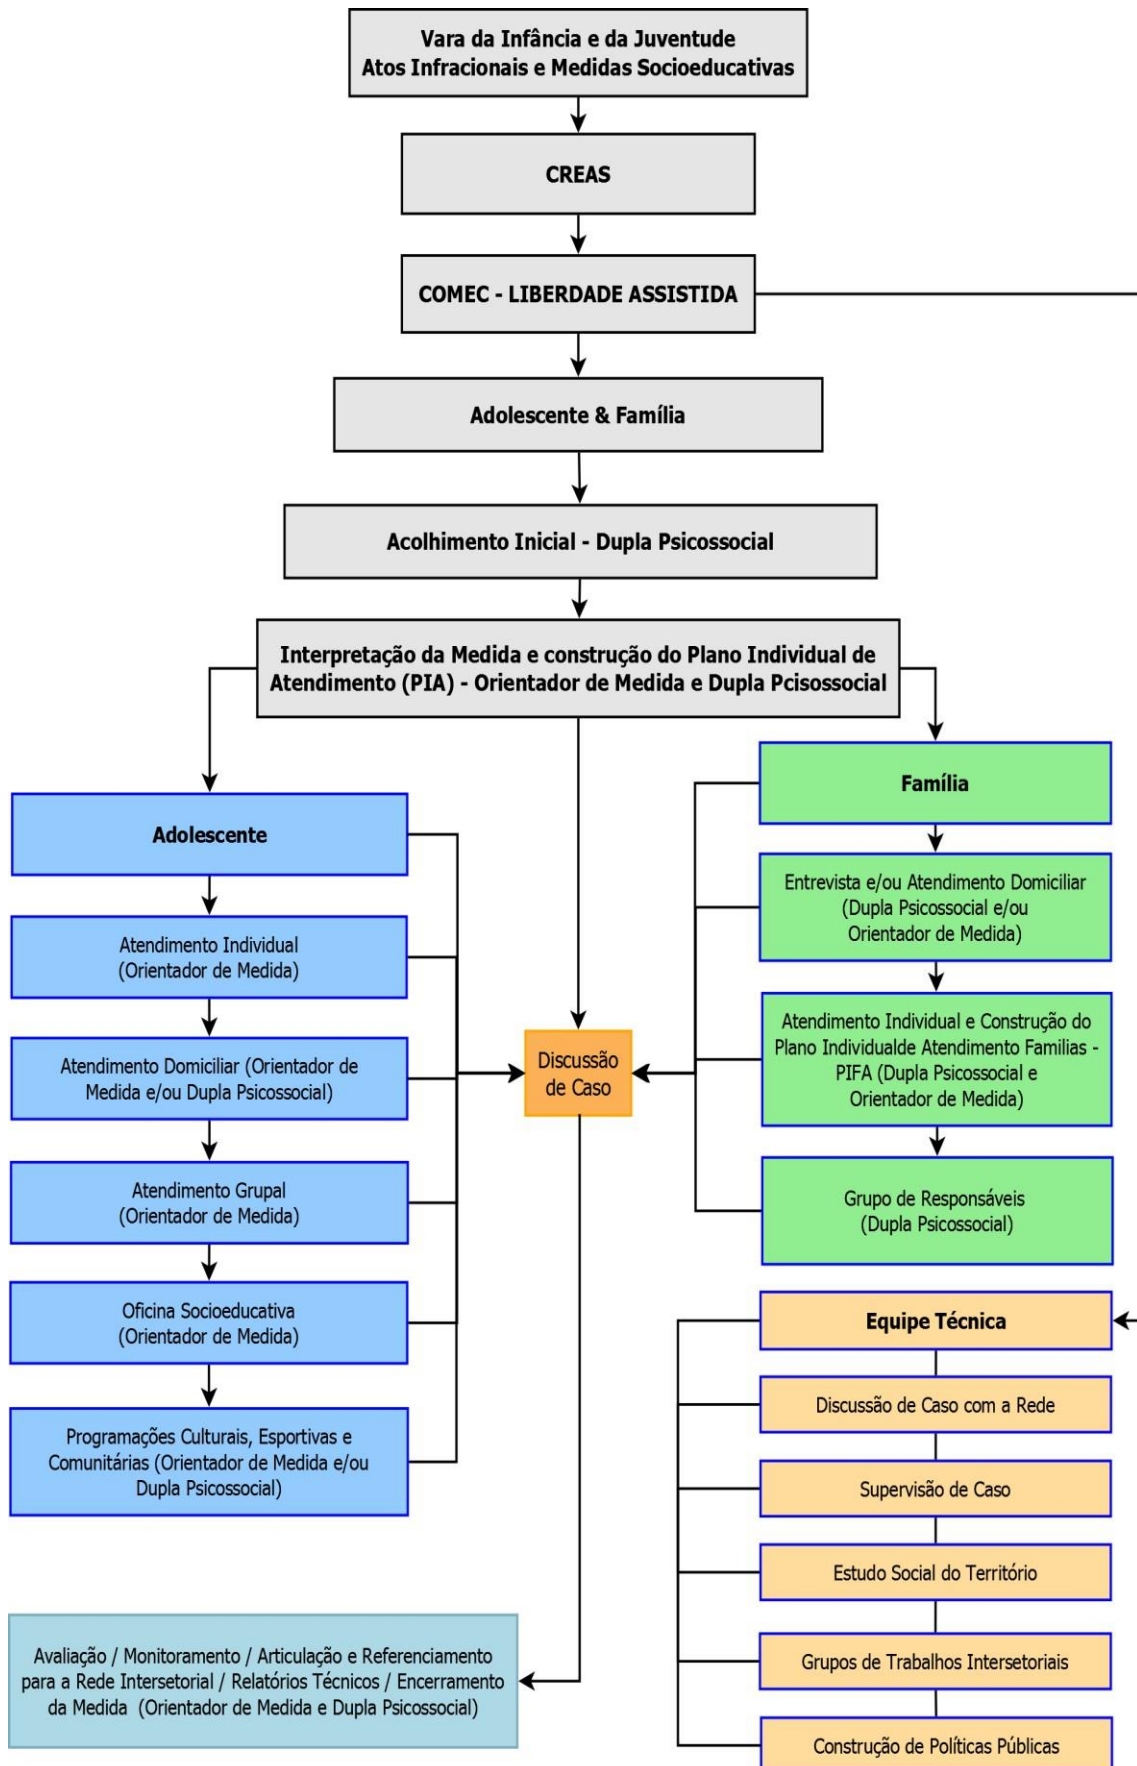 Vara da Infância e da Juventude
Atos Infracionais e Medidas Socioeducativas
CREAS
COMEC - LIBERDADE ASSISTIDA
Adolescente & Família
Acolhimento Inicial - Dupla Psicossocial
Interpretação da Medida e construção do Plano Individual de
Atendimento (PIA) - Orientador de Medida e Dupla Pcisossocial
Adolescente
Atendimento Individual
(Orientador de Medida)
Atendimento Domiciliar (Orientador de
Medida e/ou Dupla Psicossocial)
Atendimento Grupal
(Orientador de Medida)
Oficina Socioeducativa
(Orientador de Medida)
Programações Culturais, Esportivas e
Comunitárias (Orientador de Medida e/ou
Dupla Psicossocial)
Discussão
de Caso
Família
Entrevista e/ou Atendimento Domiciliar
(Dupla Psicossocial e/ou
Orientador de Medida)
Atendimento Individual e Construção do
Plano Individualde Atendimento Familias -
PIFA (Dupla Psicossocial e
Orientador de Medida)
Grupo de Responsáveis
(Dupla Psicossocial)
Equipe Técnica
Discussão de Caso com a Rede
Supervisão de Caso
Estudo Social do Território
Grupos de Trabalhos Intersetoriais
Construção de Políticas Públicas
Avaliação / Monitoramento / Articulação e Referenciamento
para a Rede Intersetorial / Relatórios Técnicos / Encerramento
da Medida (Orientador de Medida e Dupla Psicossocial)